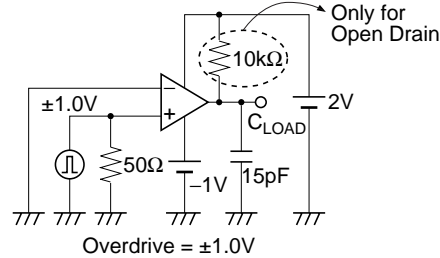 Only for
Open Drain
10kΩ
−
+
±1.0V
2V
C_LOAD
50Ω
−1V
15pF
Overdrive = ±1.0V